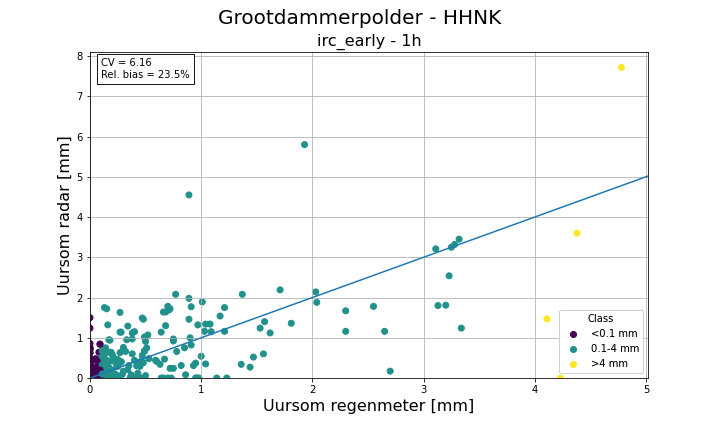 Grootdammerpolder - HHNK
irc_early - 1h
CV = 6.16
Rel. bias = 23.5%
Uursom radar [mm]
8
7
6
5
4
3
2
1
0
Class
<0.1 mm
0.1-4 mm
>4 mm
0 1 2 3 4 5
Uursom regenmeter [mm]